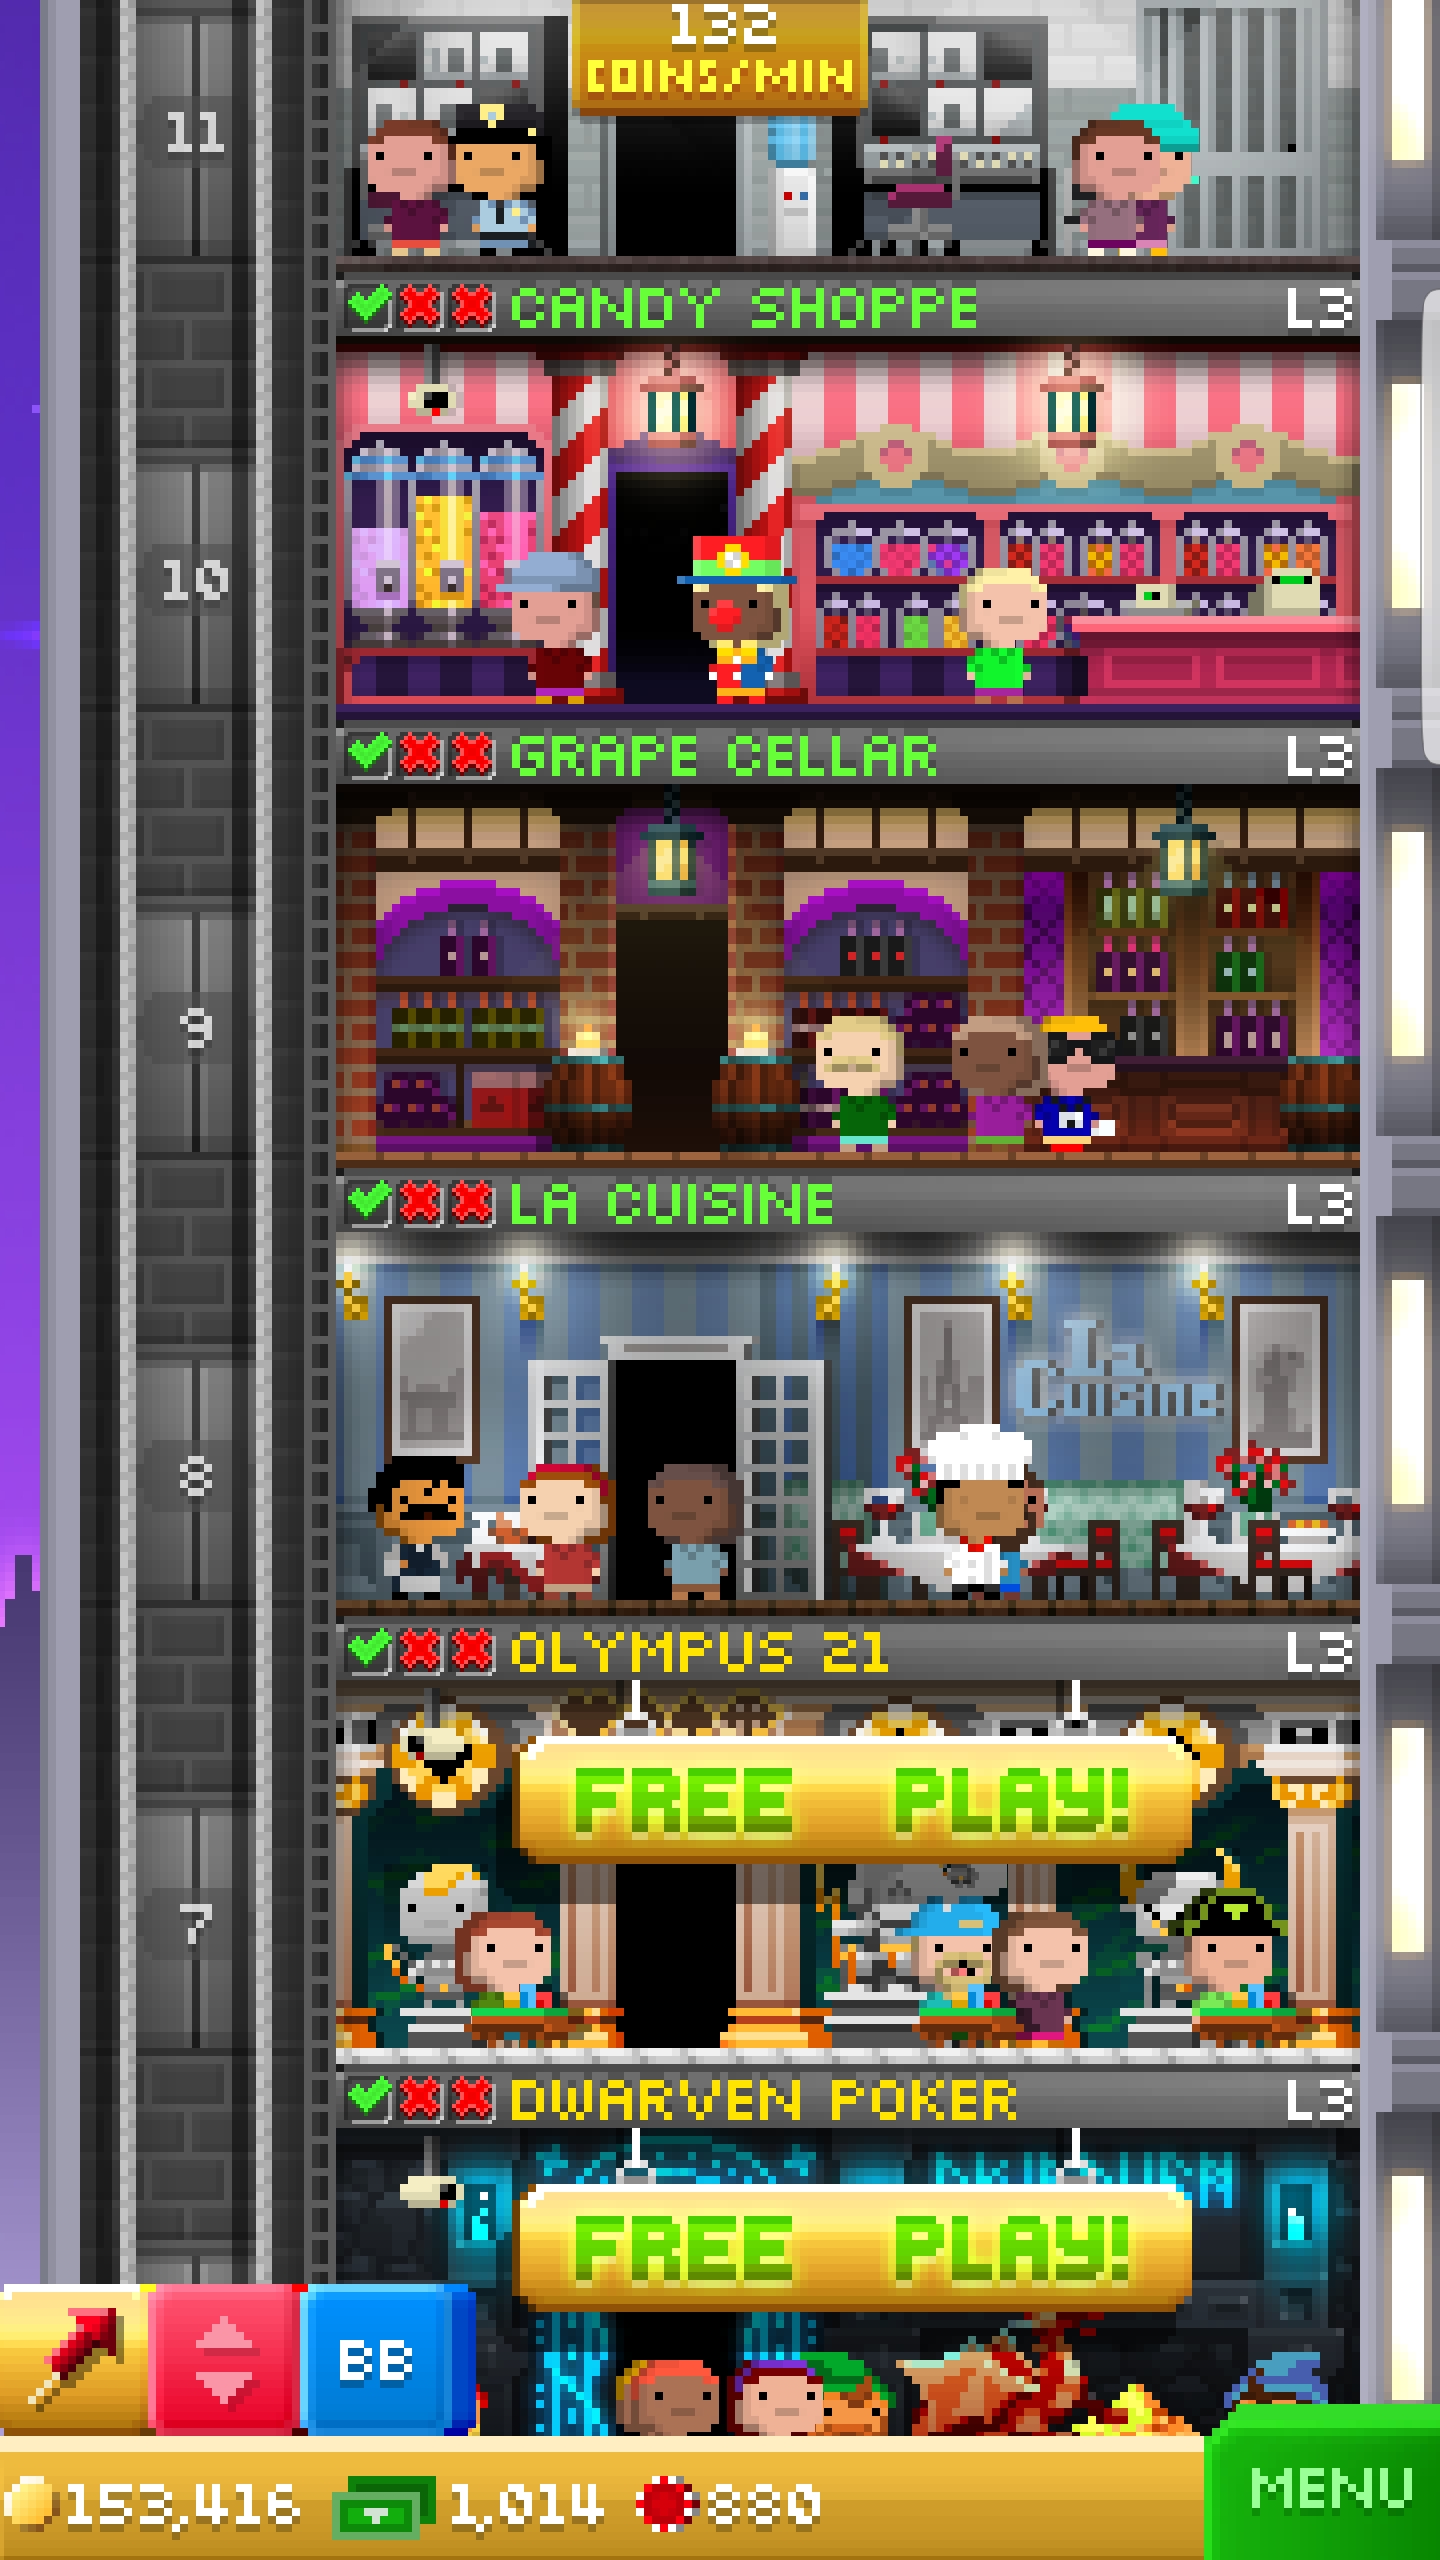 132
COINS/MIN
11
CANDY SHOPPE L3
10
GRAPE CELLAR L3
9
LA CUISINE L3
La
Cuisine
8
OLYMPUS 21 L3
FREE PLAY!
7
DWARVEN POKER L3
FREE PLAY!
BB
153,416 1,014 880
MENU